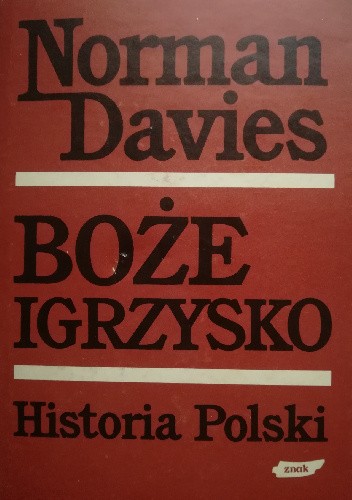 Norman
Davies
BOŻE
IGRZYSKO
Historia Polski
znak